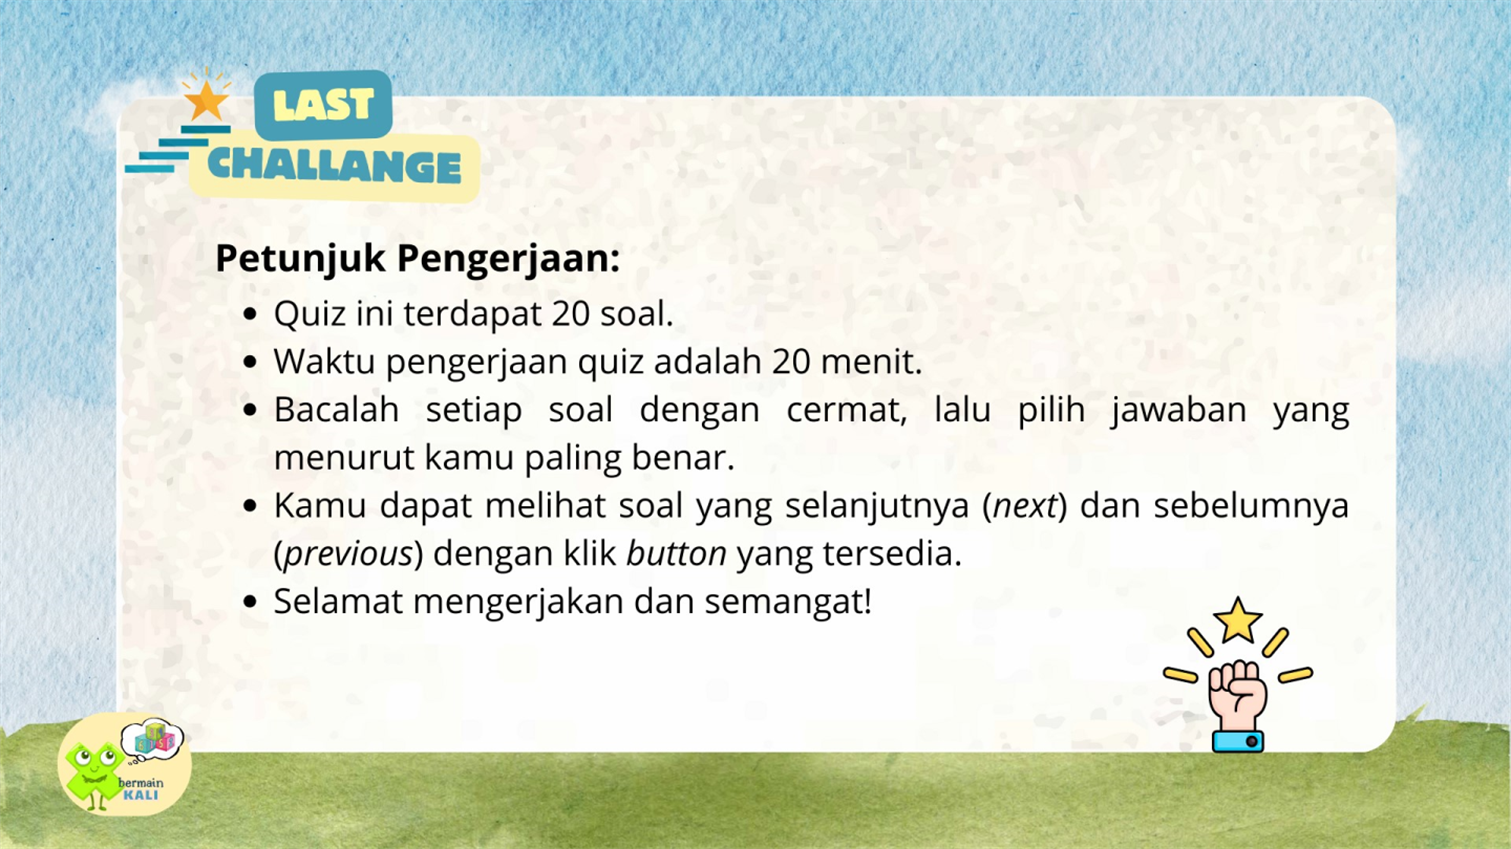 LAST
CHALLANGE
Petunjuk Pengerjaan:
• Quiz ini terdapat 20 soal.
• Waktu pengerjaan quiz adalah 20 menit.
• Bacalah setiap soal dengan cermat, lalu pilih jawaban yang
menurut kamu paling benar.
• Kamu dapat melihat soal yang selanjutnya (next) dan sebelumnya
(previous) dengan klik button yang tersedia.
• Selamat mengerjakan dan semangat!
bermain
KALI